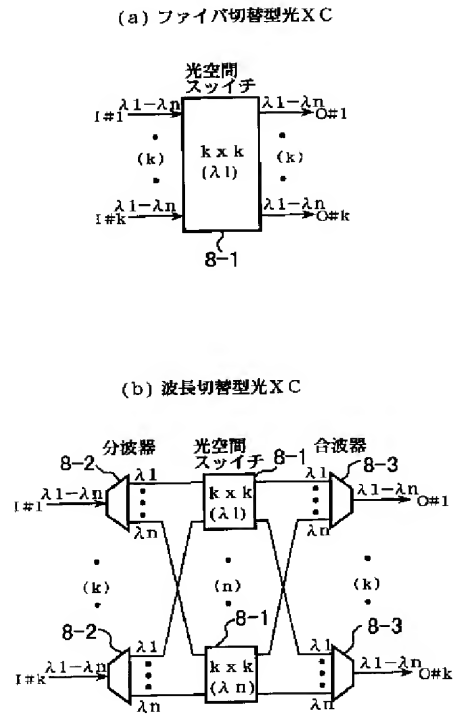 (a) ファイバ切替型光XC
光空間
スッイチ
I#1 λ1-λn λ1-λn O#1
(k) k x k (k)
(λ1)
I#k λ1-λn λ1-λn O#k
8-1
(b) 波長切替型光XC
分波器 光空間 合波器
スッイチ
8-2 8-1 8-3
I#1 λ1-λn λ1 k x k λ1 λ1-λn O#1
λn (λ1) λn
(k) (n) (k)
8-2 8-1 8-3
I#k λ1-λn λ1 k x k λ1 λ1-λn O#k
λn (λn) λn